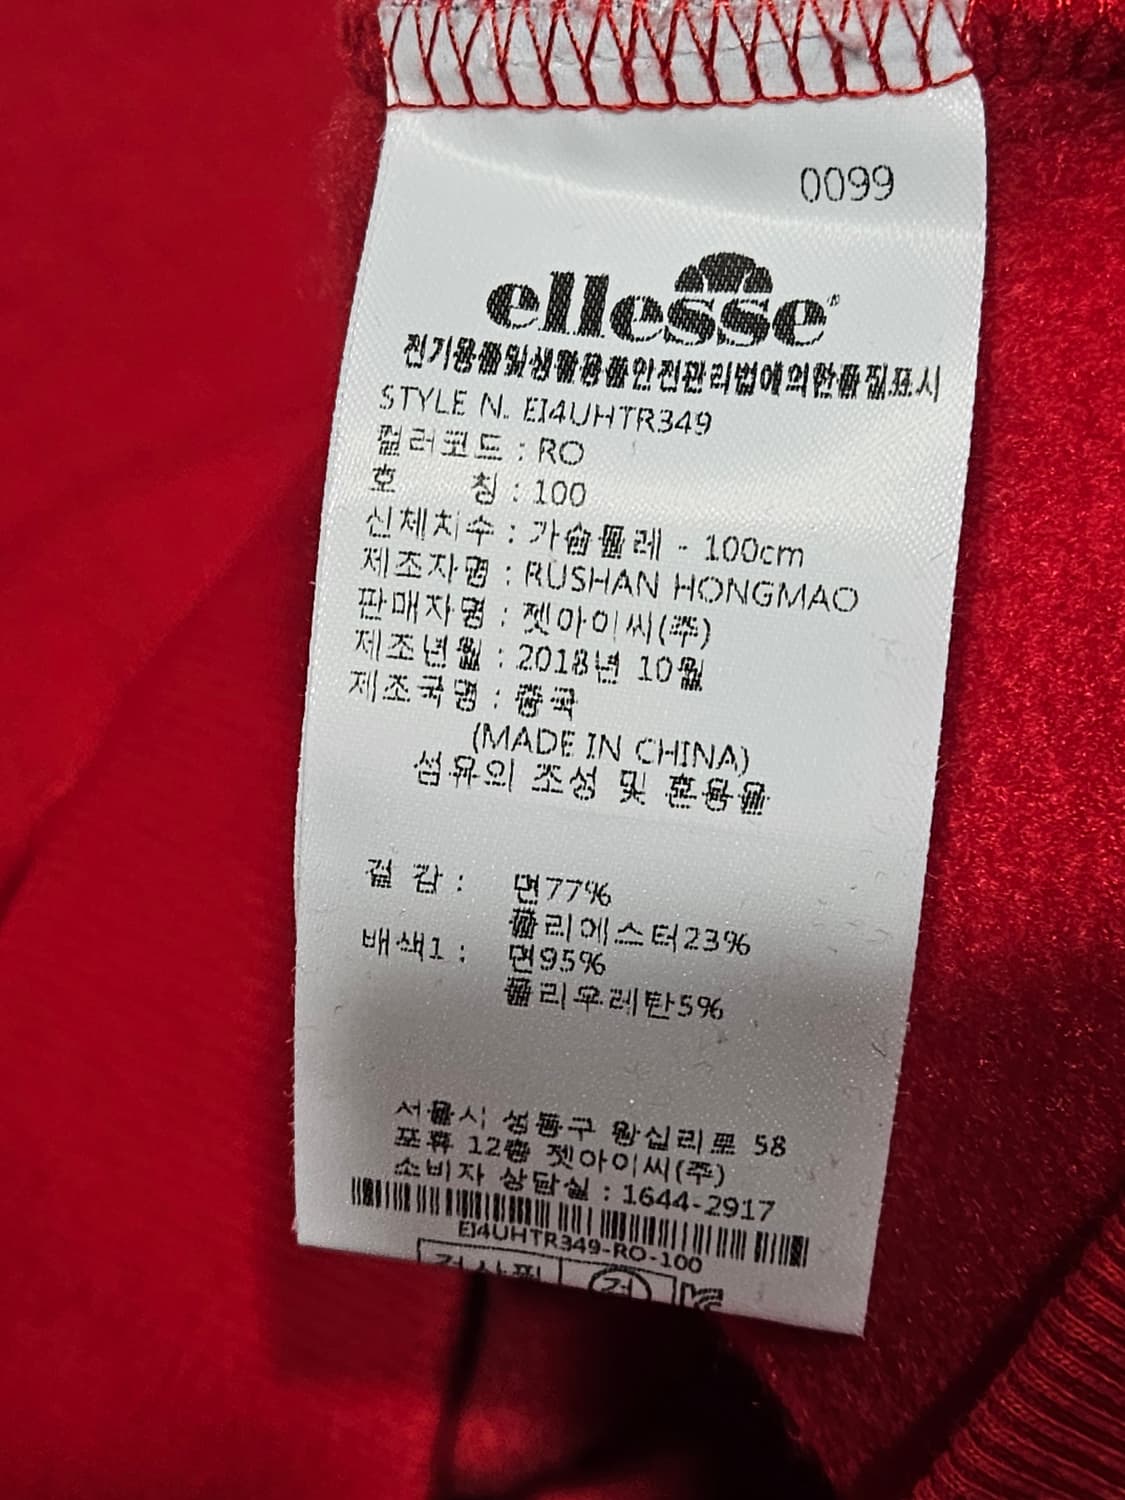 0099
ellesse®
전기용품및생활용품안전관리법에의한품질표시
STYLE N. EI4UHTR349
컬러코드 : RO
호 칭 : 100
신체치수 : 가슴둘레 - 100cm
제조자명 : RUSHAN HONGMAO
판매자명 : 젯아이씨(주)
제조년월 : 2018년 10월
제조국명 : 중국
(MADE IN CHINA)
섬유의 조성 및 혼용율
겉 감 : 면77%
폴리에스터23%
배색1 : 면95%
폴리우레탄5%
서울시 성동구 왕십리로 58
포휴 12층 젯아이씨(주)
소비자 상담실 : 1644-2917
EI4UHTR349-RO-100
검사필 검